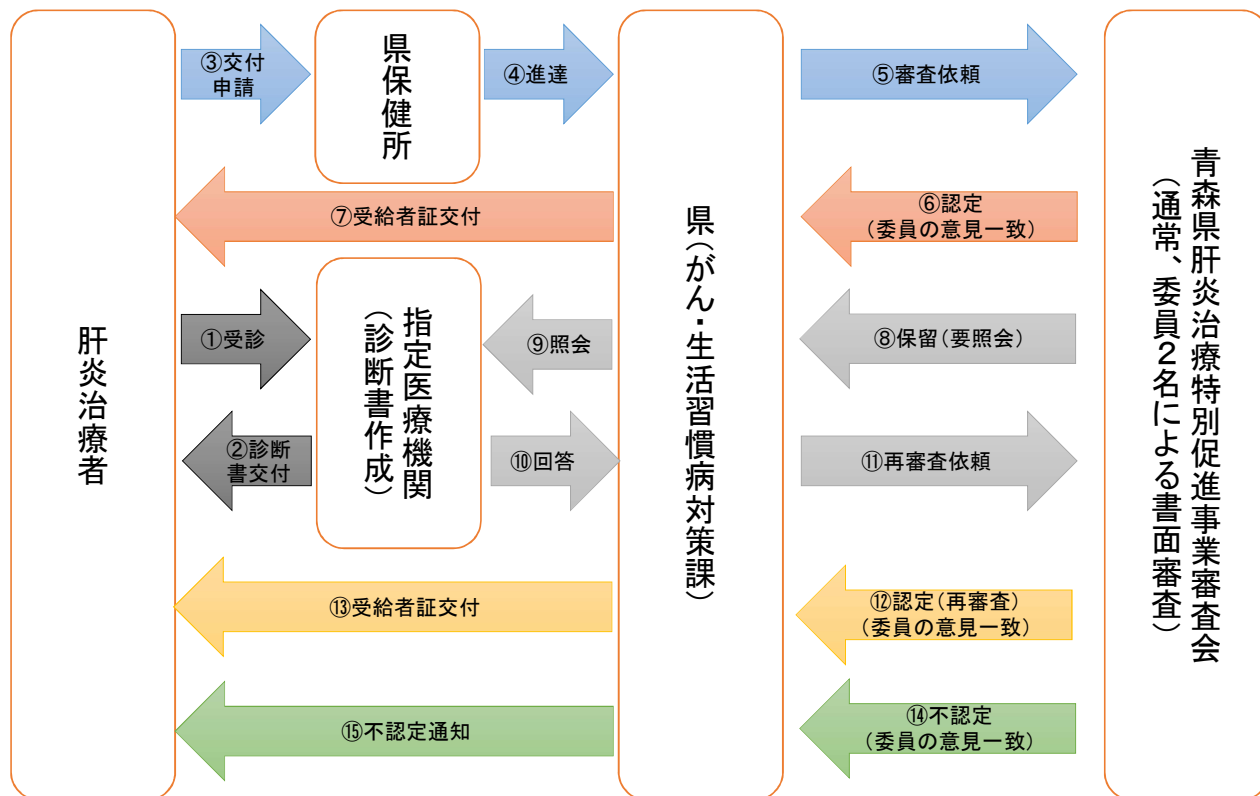 肝炎治療者
③交付
申請
県保健所
④進達
⑤審査依頼
⑦受給者証交付
⑥認定
(委員の意見一致)
①受診
②診断
書交付
指定医療機関
(診断書作成)
⑨照会
⑩回答
県(がん・生活習慣病対策課)
⑧保留(要照会)
⑪再審査依頼
⑬受給者証交付
⑫認定(再審査)
(委員の意見一致)
⑮不認定通知
⑭不認定
(委員の意見一致)
青森県肝炎治療特別促進事業審査会
(通常、委員2名による書面審査)